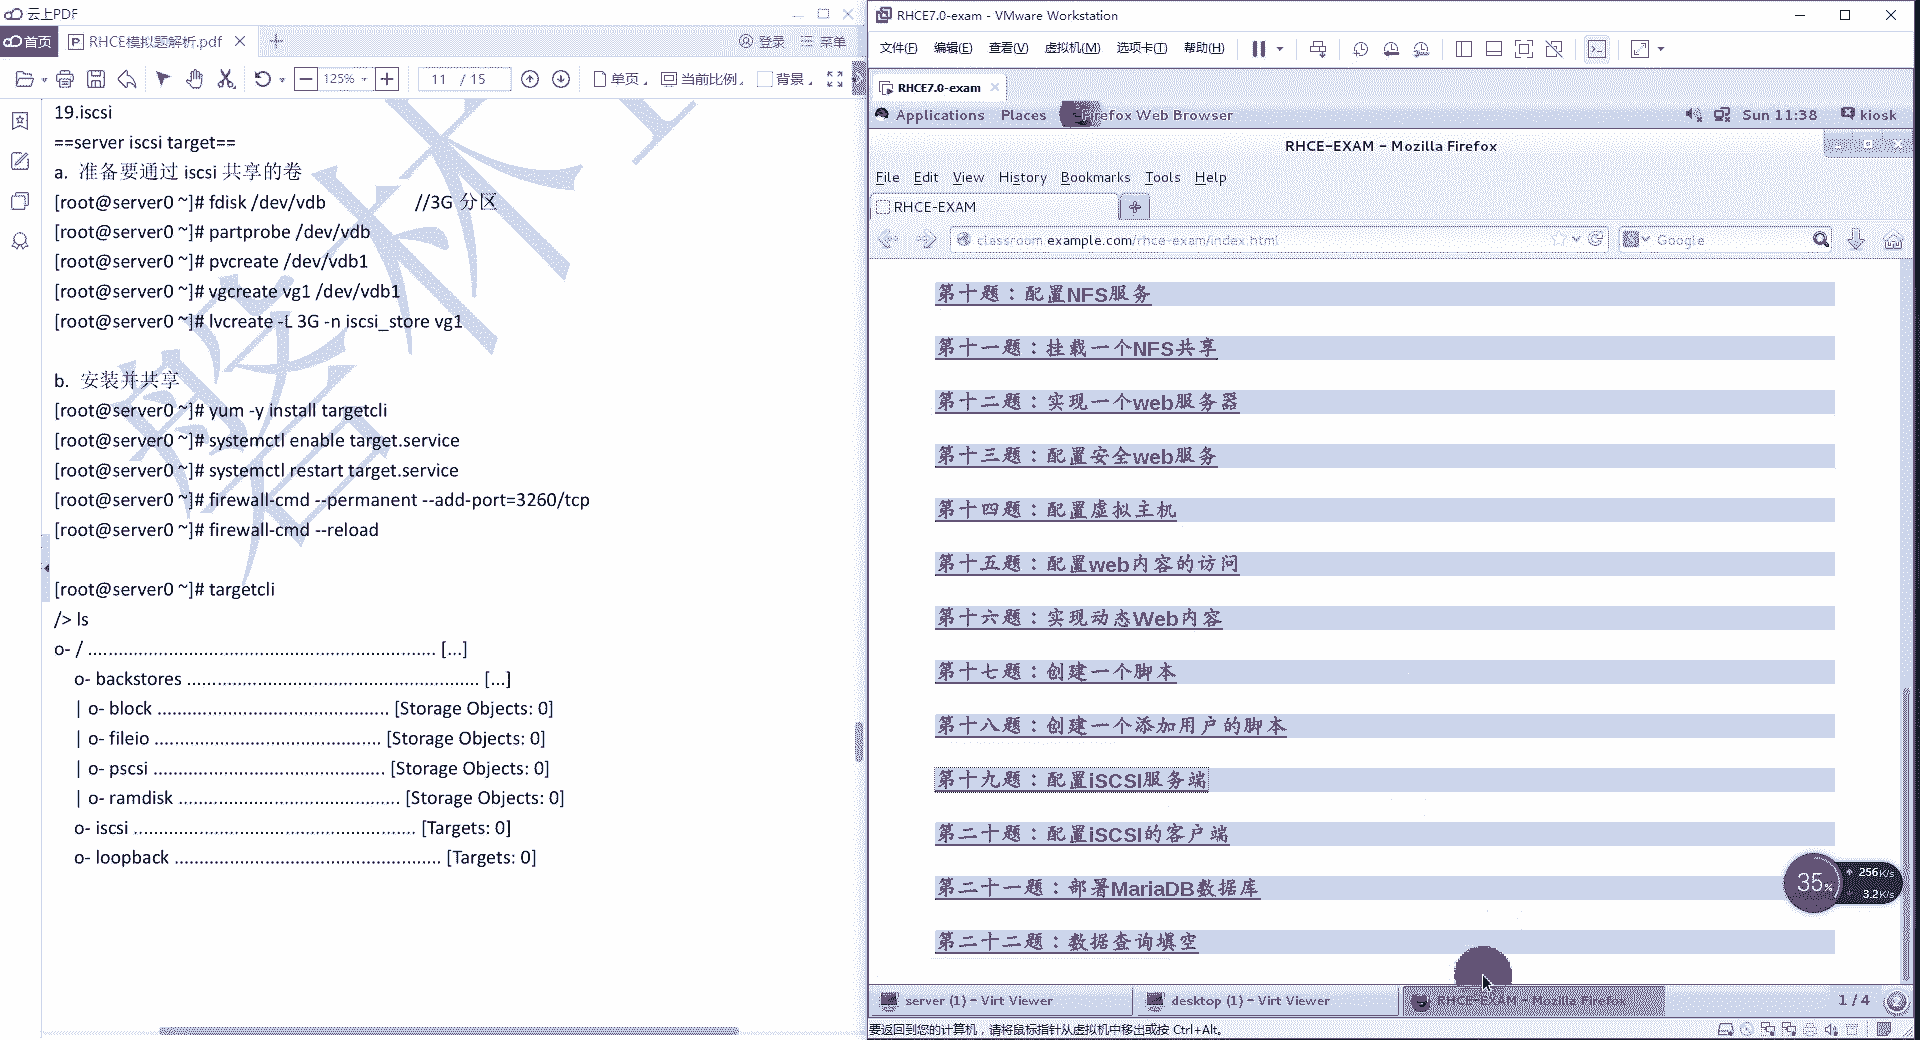 云上PDF
首页 RHCE模拟题解析.pdf 登录 菜单
125% 11 / 15 单页 当前比例 背景
19.iscsi
==server iscsi target==
a. 准备要通过 iscsi 共享的卷
[root@server0 ~]# fdisk /dev/vdb //3G 分区
[root@server0 ~]# partprobe /dev/vdb
[root@server0 ~]# pvcreate /dev/vdb1
[root@server0 ~]# vgcreate vg1 /dev/vdb1
[root@server0 ~]# lvcreate -L 3G -n iscsi_store vg1
b. 安装并共享
[root@server0 ~]# yum -y install targetcli
[root@server0 ~]# systemctl enable target.service
[root@server0 ~]# systemctl restart target.service
[root@server0 ~]# firewall-cmd --permanent --add-port=3260/tcp
[root@server0 ~]# firewall-cmd --reload
[root@server0 ~]# targetcli
/> ls
o- / ..................................................................... [...]
o- backstores .......................................................... [...]
| o- block .............................................. [Storage Objects: 0]
| o- fileio ............................................. [Storage Objects: 0]
| o- pscsi .............................................. [Storage Objects: 0]
| o- ramdisk ............................................ [Storage Objects: 0]
o- iscsi ........................................................ [Targets: 0]
o- loopback ..................................................... [Targets: 0]
RHCE7.0-exam - VMware Workstation
文件(F) 编辑(E) 查看(V) 虚拟机(M) 选项卡(T) 帮助(H)
RHCE7.0-exam
Applications Places Firefox Web Browser Sun 11:38 kiosk
RHCE-EXAM - Mozilla Firefox
File Edit View History Bookmarks Tools Help
RHCE-EXAM
classroom.example.com/rhce-exam/index.html Google
第十题：配置NFS服务
第十一题：挂载一个NFS共享
第十二题：实现一个web服务器
第十三题：配置安全web服务
第十四题：配置虚拟主机
第十五题：配置web内容的访问
第十六题：实现动态Web内容
第十七题：创建一个脚本
第十八题：创建一个添加用户的脚本
第十九题：配置iSCSI服务端
第二十题：配置iSCSI的客户端
第二十一题：部署MariaDB数据库
第二十二题：数据查询填空
35% 256K/s
3.2K/s
server (1) - Virt Viewer desktop (1) - Virt Viewer RHCE-EXAM - Mozilla Firefox 1 / 4
要返回到您的计算机，请将鼠标指针从虚拟机中移出或按 Ctrl+Alt。